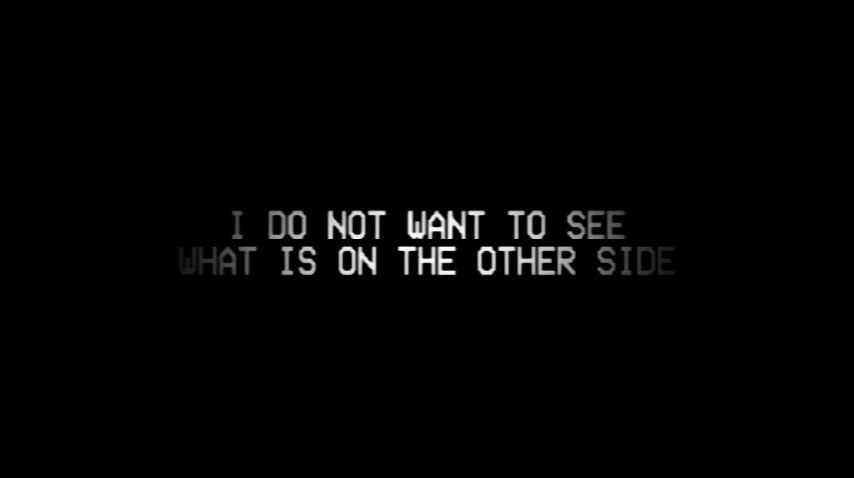 I DO NOT WANT TO SEE
WHAT IS ON THE OTHER SIDE